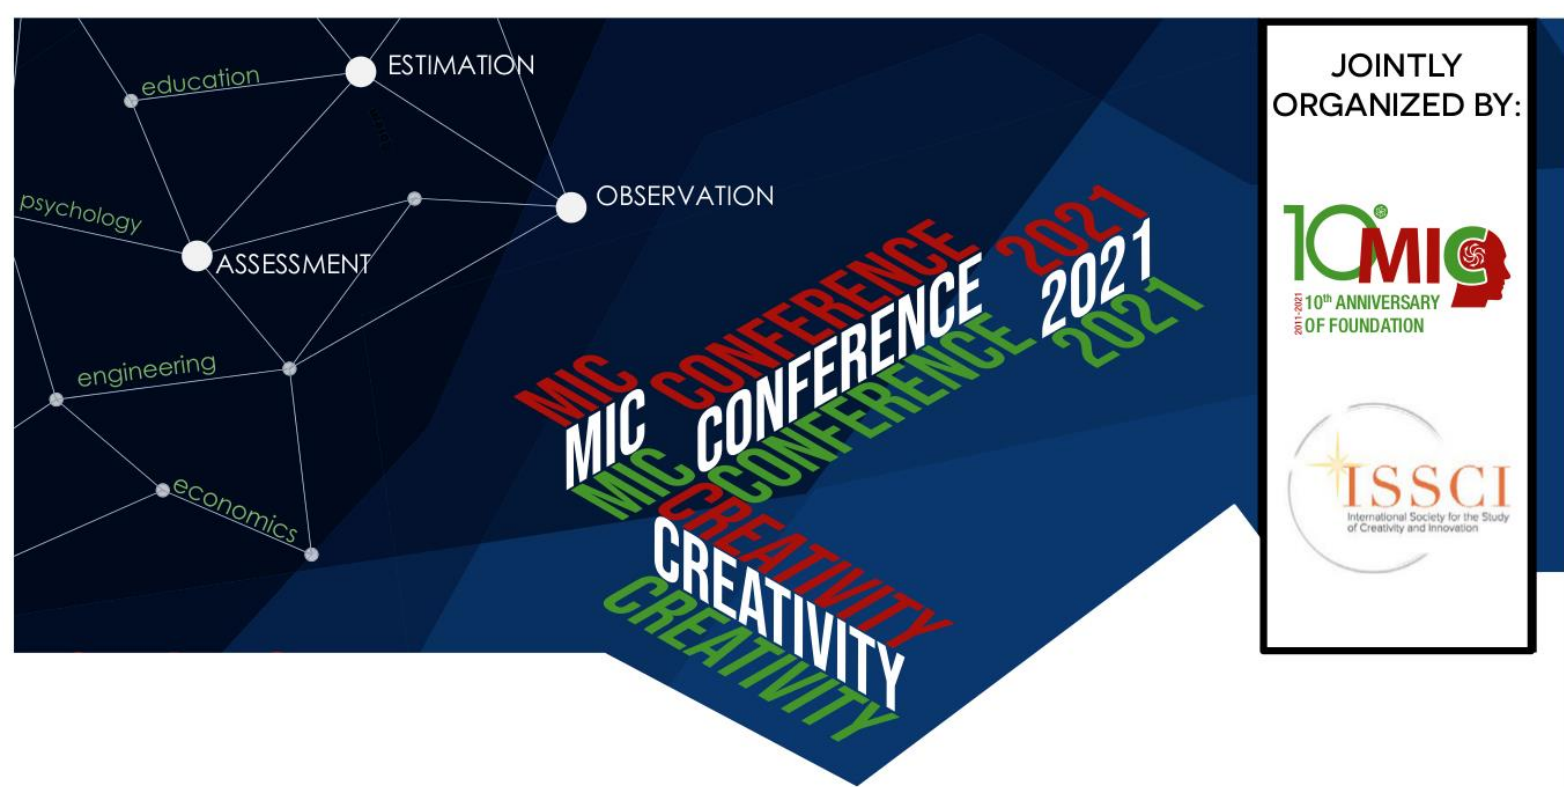 education
ESTIMATION
psychology
OBSERVATION
ASSESSMENT
engineering
economics
MIC CONFERENCE 2021
MIC CONFERENCE 2021
MIC CONFERENCE 2021
CREATIVITY
CREATIVITY
CREATIVITY
JOINTLY
ORGANIZED BY:
10° MIC
2011-2021
10th ANNIVERSARY
OF FOUNDATION
ISSCI
International Society for the Study
of Creativity and Innovation